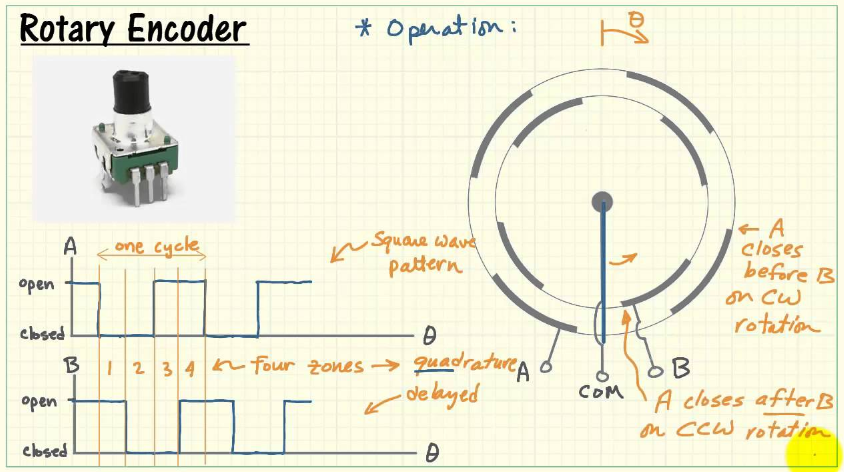 Rotary Encoder
* Operation:
θ
A
one cycle
Square wave
pattern
open
closed
θ
B
1 2 3 4
Four zones → quadrature
delayed
open
closed
θ
← A
closes
before B
on CW
rotation
A
COM
B
A closes after B
on CCW rotation